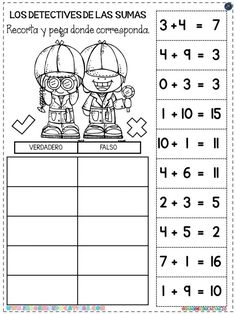 LOS DETECTIVES DE LAS SUMAS
Recorta y pega donde corresponda.
VERDADERO FALSO
3 + 4 = 7
4 + 9 = 3
0 + 3 = 3
1 + 10 = 15
10 + 1 = 11
4 + 6 = 11
2 + 3 = 5
4 + 5 = 2
7 + 1 = 16
1 + 9 = 10